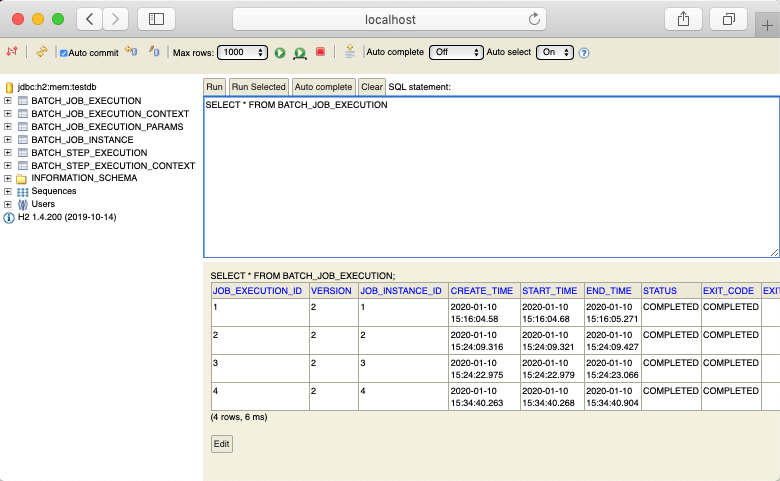 localhost
Auto commit Max rows: 1000 Auto complete Off Auto select On
jdbc:h2:mem:testdb
BATCH_JOB_EXECUTION
BATCH_JOB_EXECUTION_CONTEXT
BATCH_JOB_EXECUTION_PARAMS
BATCH_JOB_INSTANCE
BATCH_STEP_EXECUTION
BATCH_STEP_EXECUTION_CONTEXT
INFORMATION_SCHEMA
Sequences
Users
H2 1.4.200 (2019-10-14)
Run Run Selected Auto complete Clear SQL statement:
SELECT * FROM BATCH_JOB_EXECUTION
SELECT * FROM BATCH_JOB_EXECUTION;
JOB_EXECUTION_ID VERSION JOB_INSTANCE_ID CREATE_TIME START_TIME END_TIME STATUS EXIT_CODE EXIT
1 2 1 2020-01-10 2020-01-10 2020-01-10 COMPLETED COMPLETED
15:16:04.58 15:16:04.68 15:16:05.271
2 2 2 2020-01-10 2020-01-10 2020-01-10 COMPLETED COMPLETED
15:24:09.316 15:24:09.321 15:24:09.427
3 2 3 2020-01-10 2020-01-10 2020-01-10 COMPLETED COMPLETED
15:24:22.975 15:24:22.979 15:24:23.066
4 2 4 2020-01-10 2020-01-10 2020-01-10 COMPLETED COMPLETED
15:34:40.263 15:34:40.268 15:34:40.904
(4 rows, 6 ms)
Edit